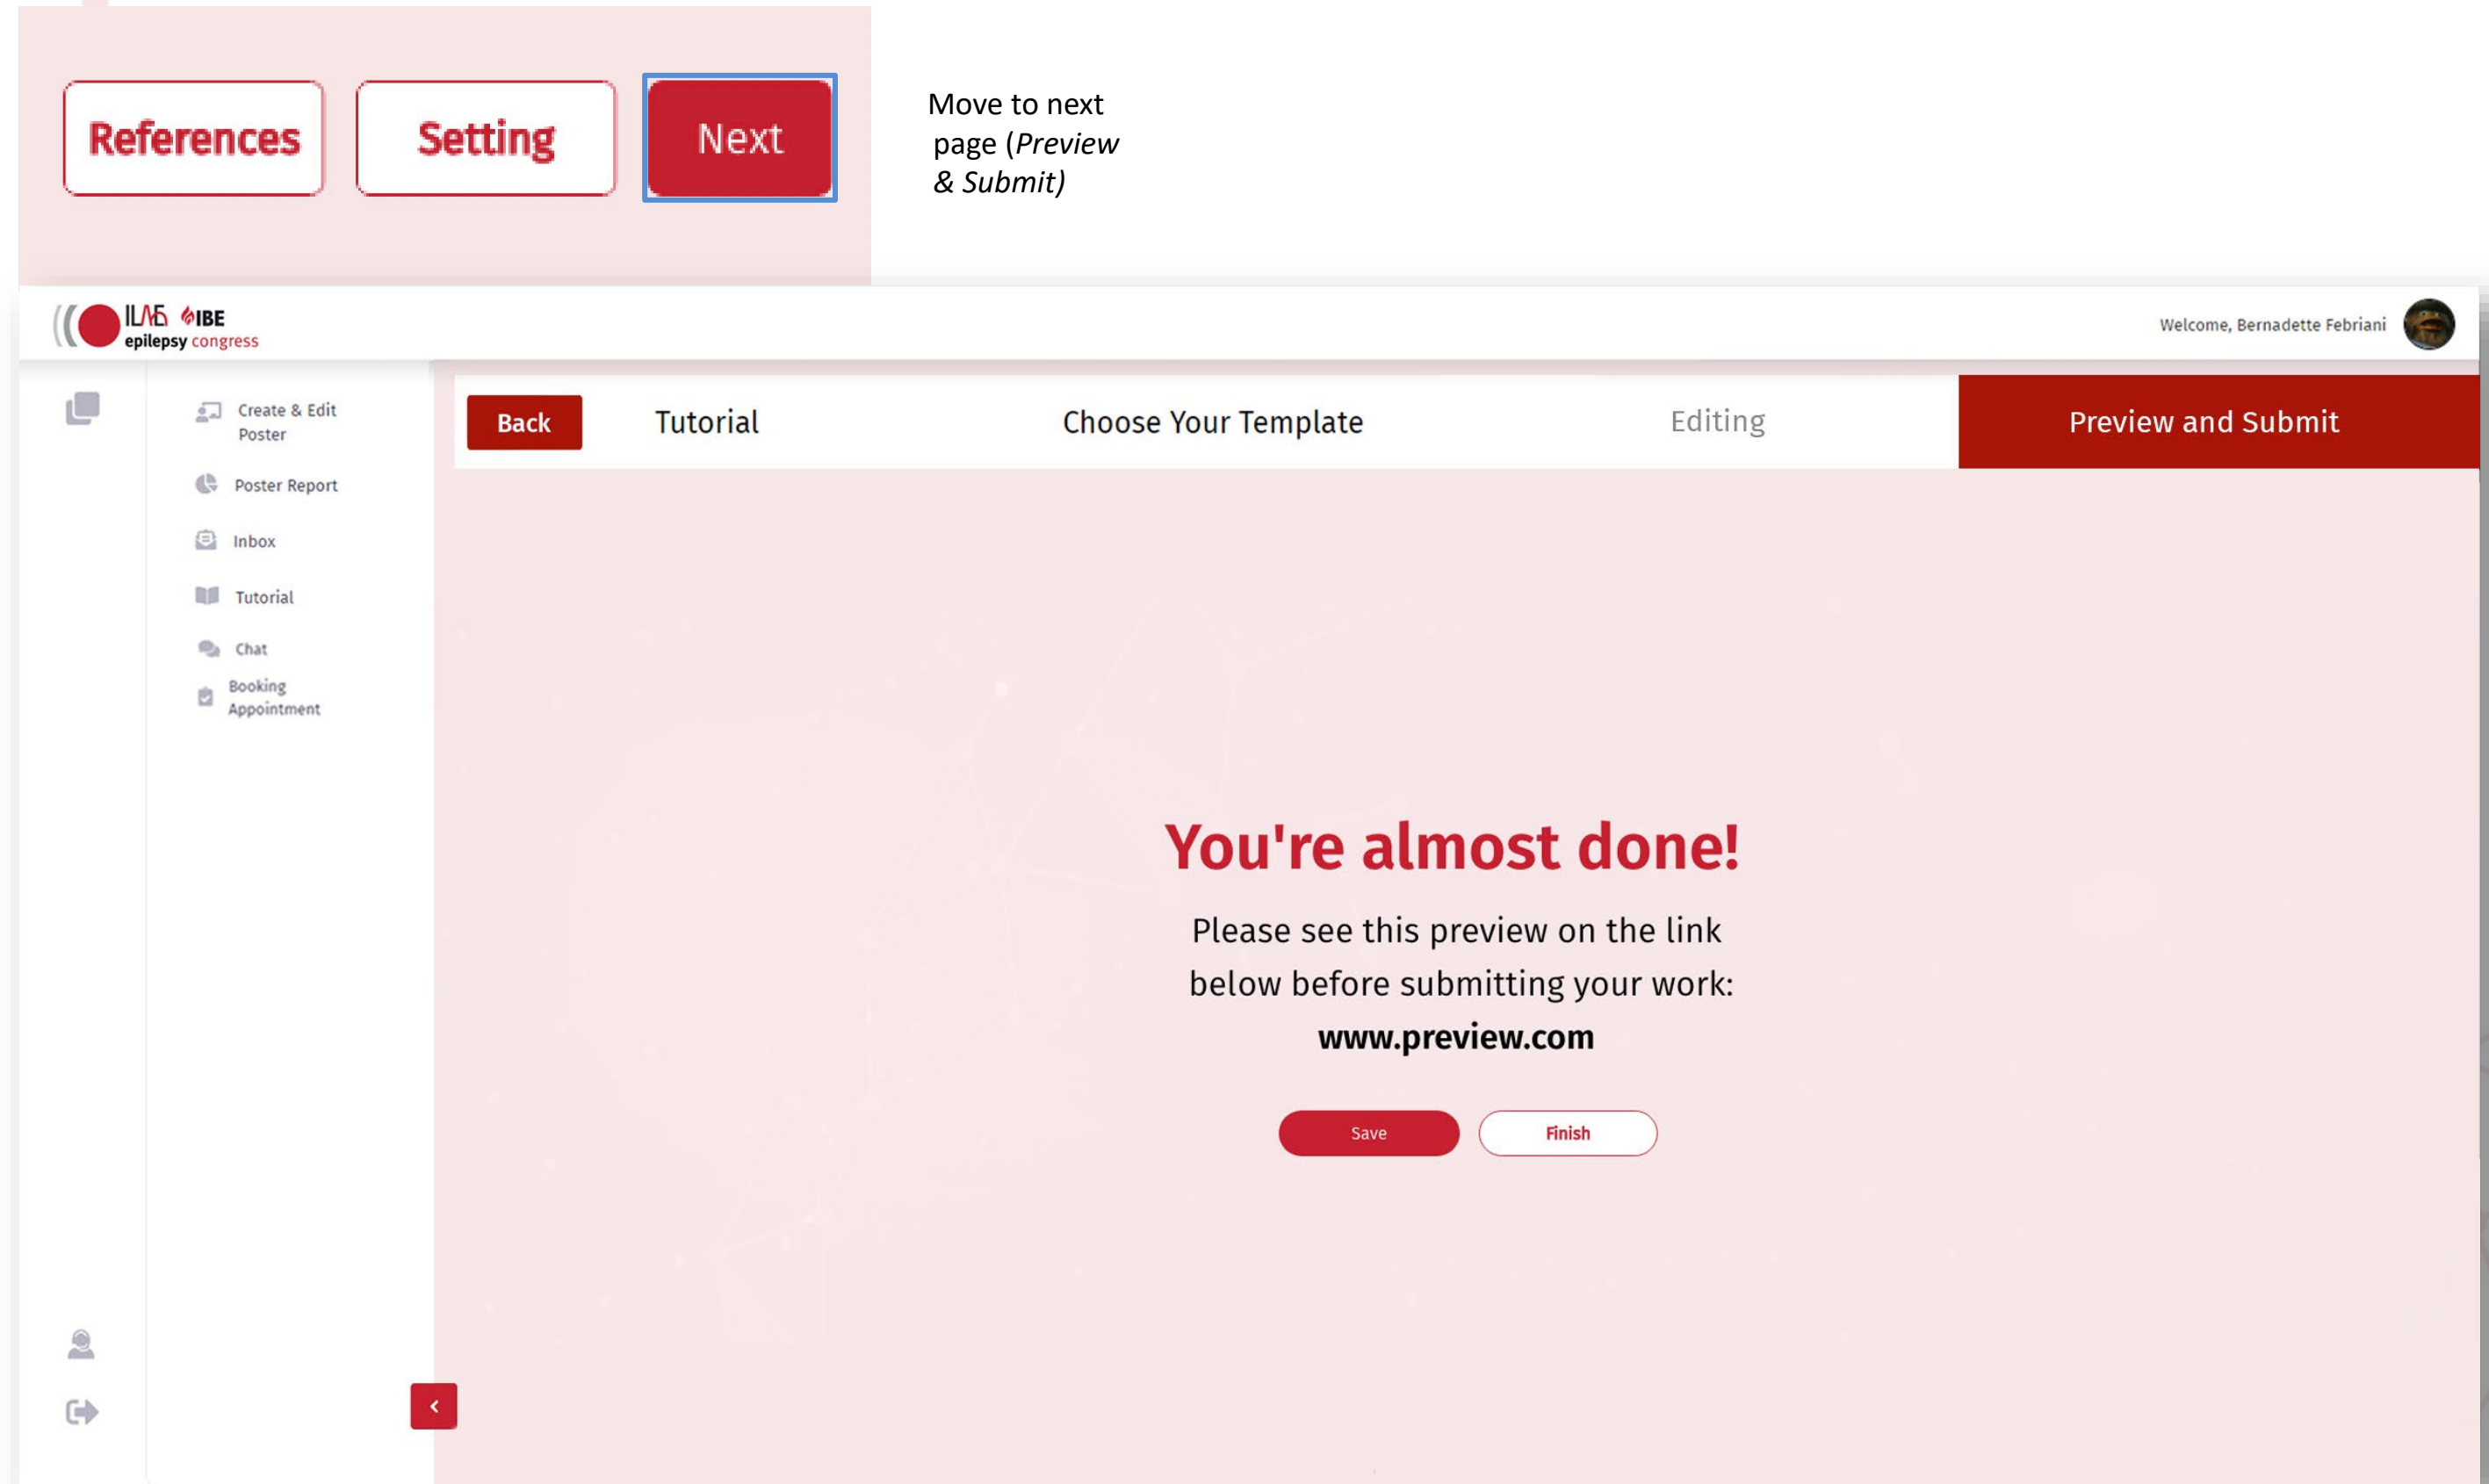 References
Setting
Next
Move to next
page (Preview
& Submit)
ILAE IBE
epilepsy congress
Welcome, Bernadette Febriani
Create & Edit
Poster
Poster Report
Inbox
Tutorial
Chat
Booking
Appointment
Back
Tutorial
Choose Your Template
Editing
Preview and Submit
You're almost done!
Please see this preview on the link
below before submitting your work:
www.preview.com
Save
Finish